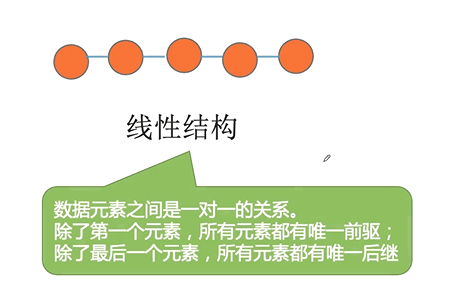 线性结构
数据元素之间是一对一的关系。
除了第一个元素，所有元素都有唯一前驱；
除了最后一个元素，所有元素都有唯一后继